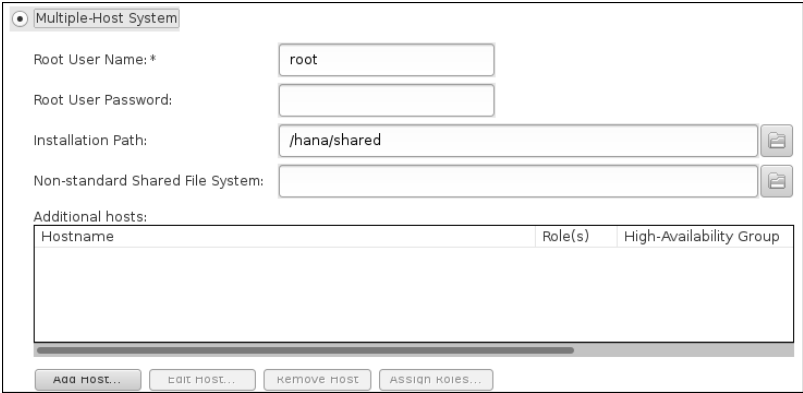 Multiple-Host System
Root User Name:* root
Root User Password:
Installation Path: /hana/shared
Non-standard Shared File System:
Additional hosts:
Hostname Role(s) High-Availability Group
Add Host... Edit Host... Remove Host Assign Roles...